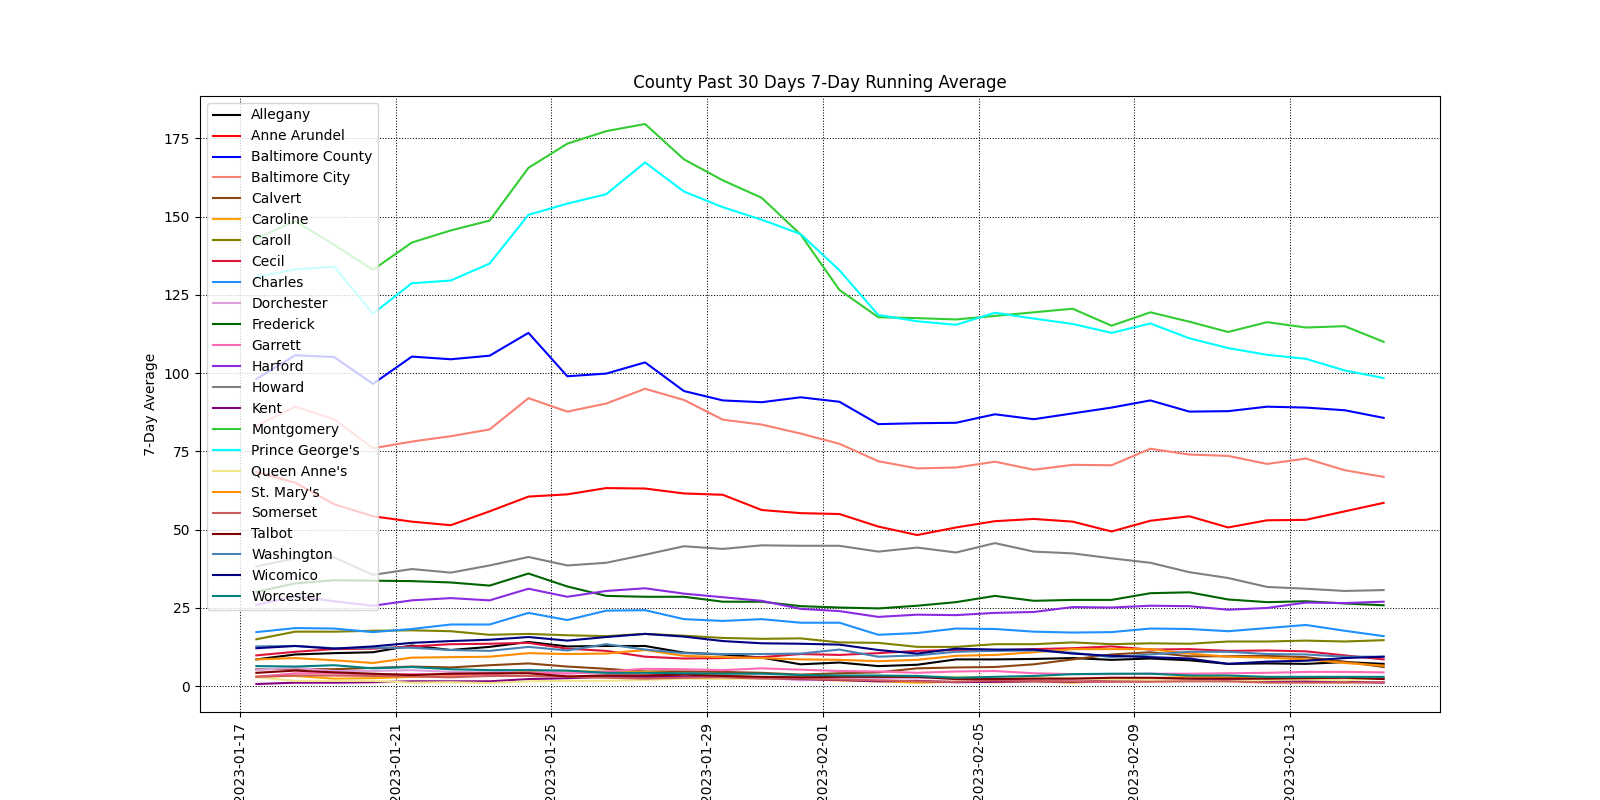 County Past 30 Days 7-Day Running Average
7-Day Average
175
150
125
100
75
50
25
0
Allegany
Anne Arundel
Baltimore County
Baltimore City
Calvert
Caroline
Caroll
Cecil
Charles
Dorchester
Frederick
Garrett
Harford
Howard
Kent
Montgomery
Prince George's
Queen Anne's
St. Mary's
Somerset
Talbot
Washington
Wicomico
Worcester
2023-01-17
2023-01-21
2023-01-25
2023-01-29
2023-02-01
2023-02-05
2023-02-09
2023-02-13